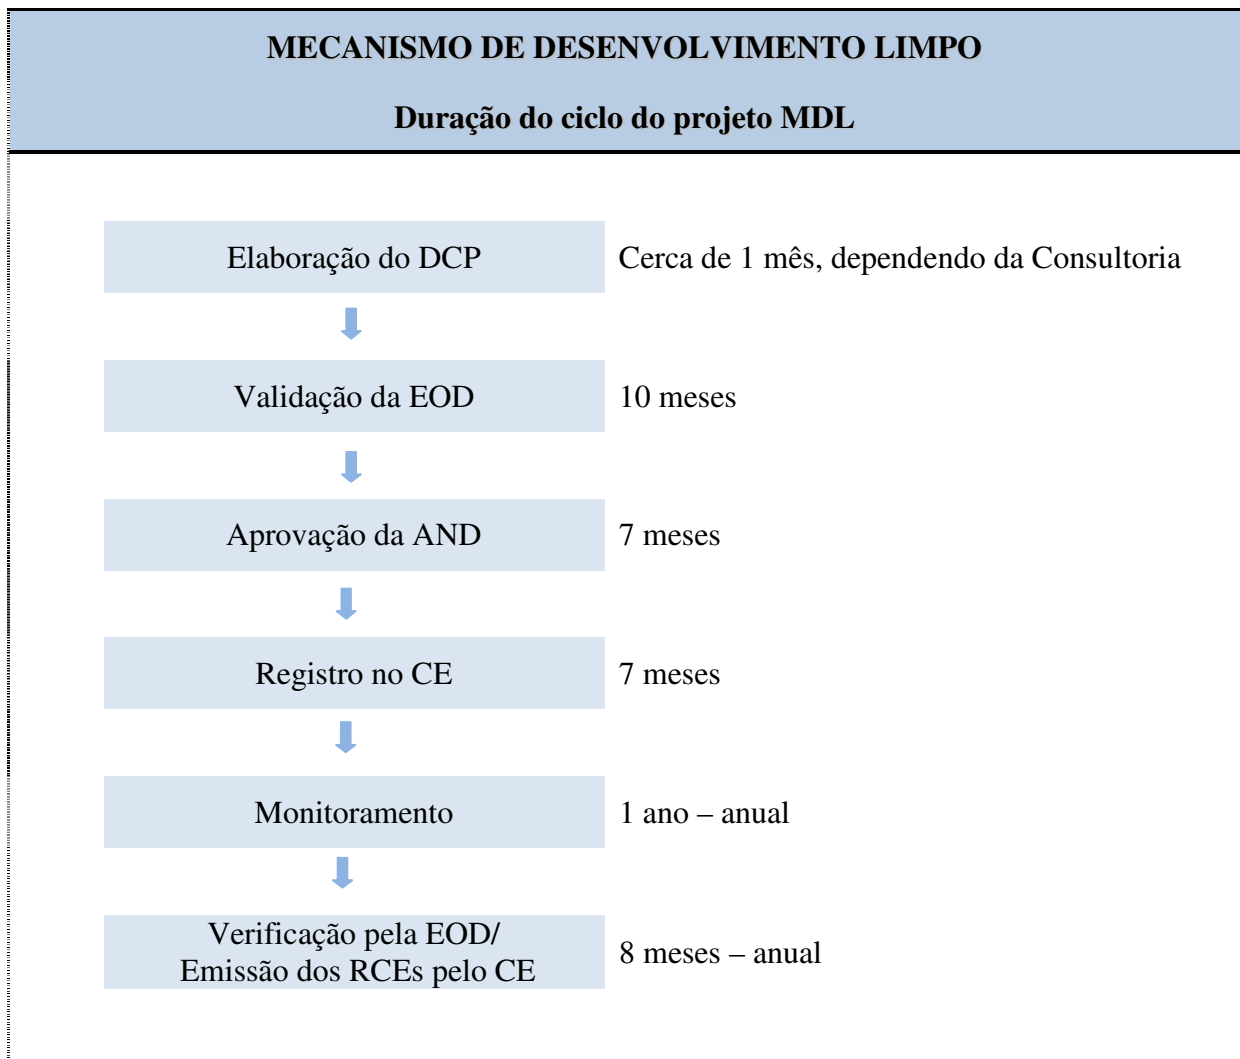 MECANISMO DE DESENVOLVIMENTO LIMPO
Duração do ciclo do projeto MDL
Elaboração do DCP
Cerca de 1 mês, dependendo da Consultoria
Validação da EOD
10 meses
Aprovação da AND
7 meses
Registro no CE
7 meses
Monitoramento
1 ano – anual
Verificação pela EOD/
Emissão dos RCEs pelo CE
8 meses – anual